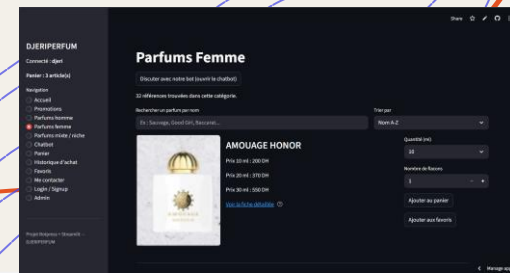 Share
DJERIPERFUM
Connecté : djeri
Panier : 3 article(s)
Navigation
Accueil
Promotions
Parfums homme
Parfums femme
Parfums mixte / niche
Chatbot
Panier
Historique d'achat
Favoris
Me contacter
Login / Signup
Admin
Projet Malpress • Streamlit -
DJERIPERFUM
Parfums Femme
Discuter avec notre bot (ouvrir le chatbot)
32 références trouvées dans cette catégorie.
Rechercher un parfum par nom
Ex : Sauvage, Good Girl, Baccarat...
Trier par
Nom A-Z
AMOUAGE HONOR
Prix 10 ml : 200 DH
Prix 20 ml : 370 DH
Prix 30 ml : 550 DH
Voir la fiche détaillée
Quantité (ml)
10
Nombre de flacons
1
Ajouter au panier
Ajouter aux favoris
Manage app